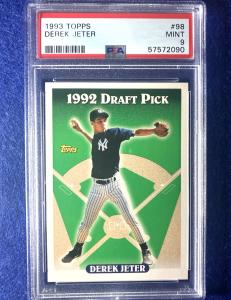 1993 TOPPS #98
DEREK JETER MINT
PSA 9
57572090
1992 DRAFT PICK
Topps
DEREK JETER